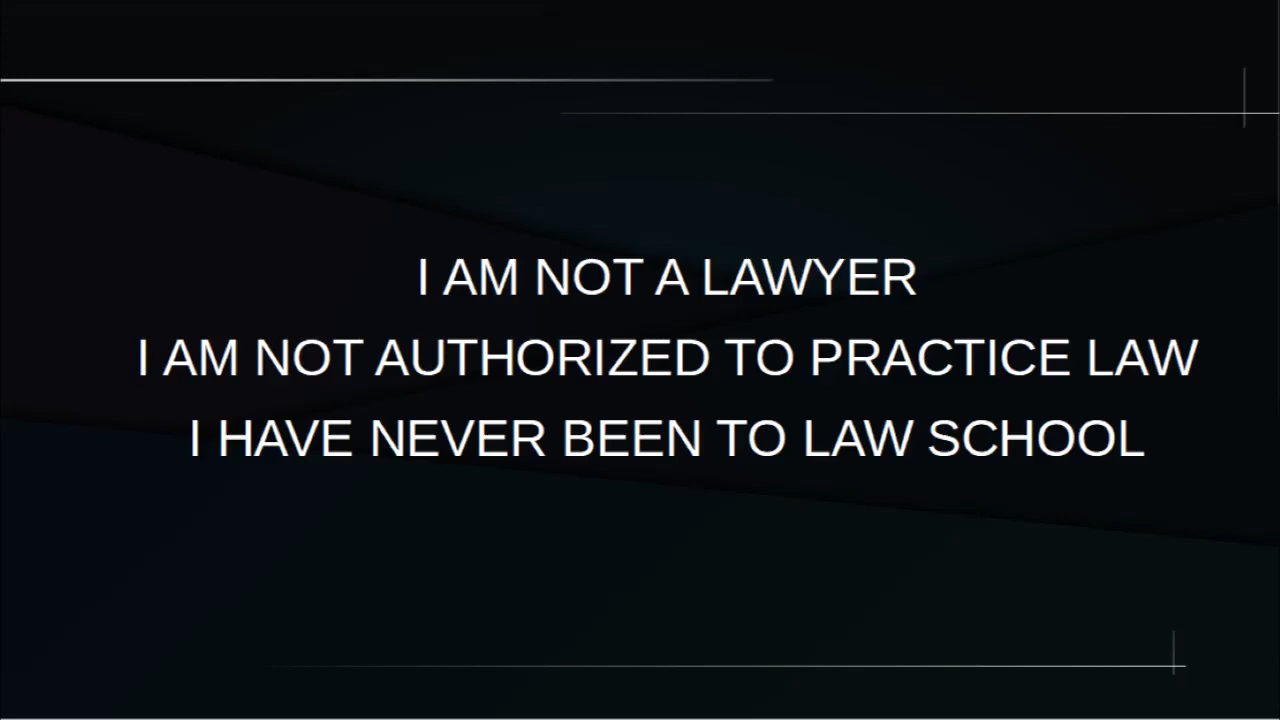 I AM NOT A LAWYER
I AM NOT AUTHORIZED TO PRACTICE LAW
I HAVE NEVER BEEN TO LAW SCHOOL